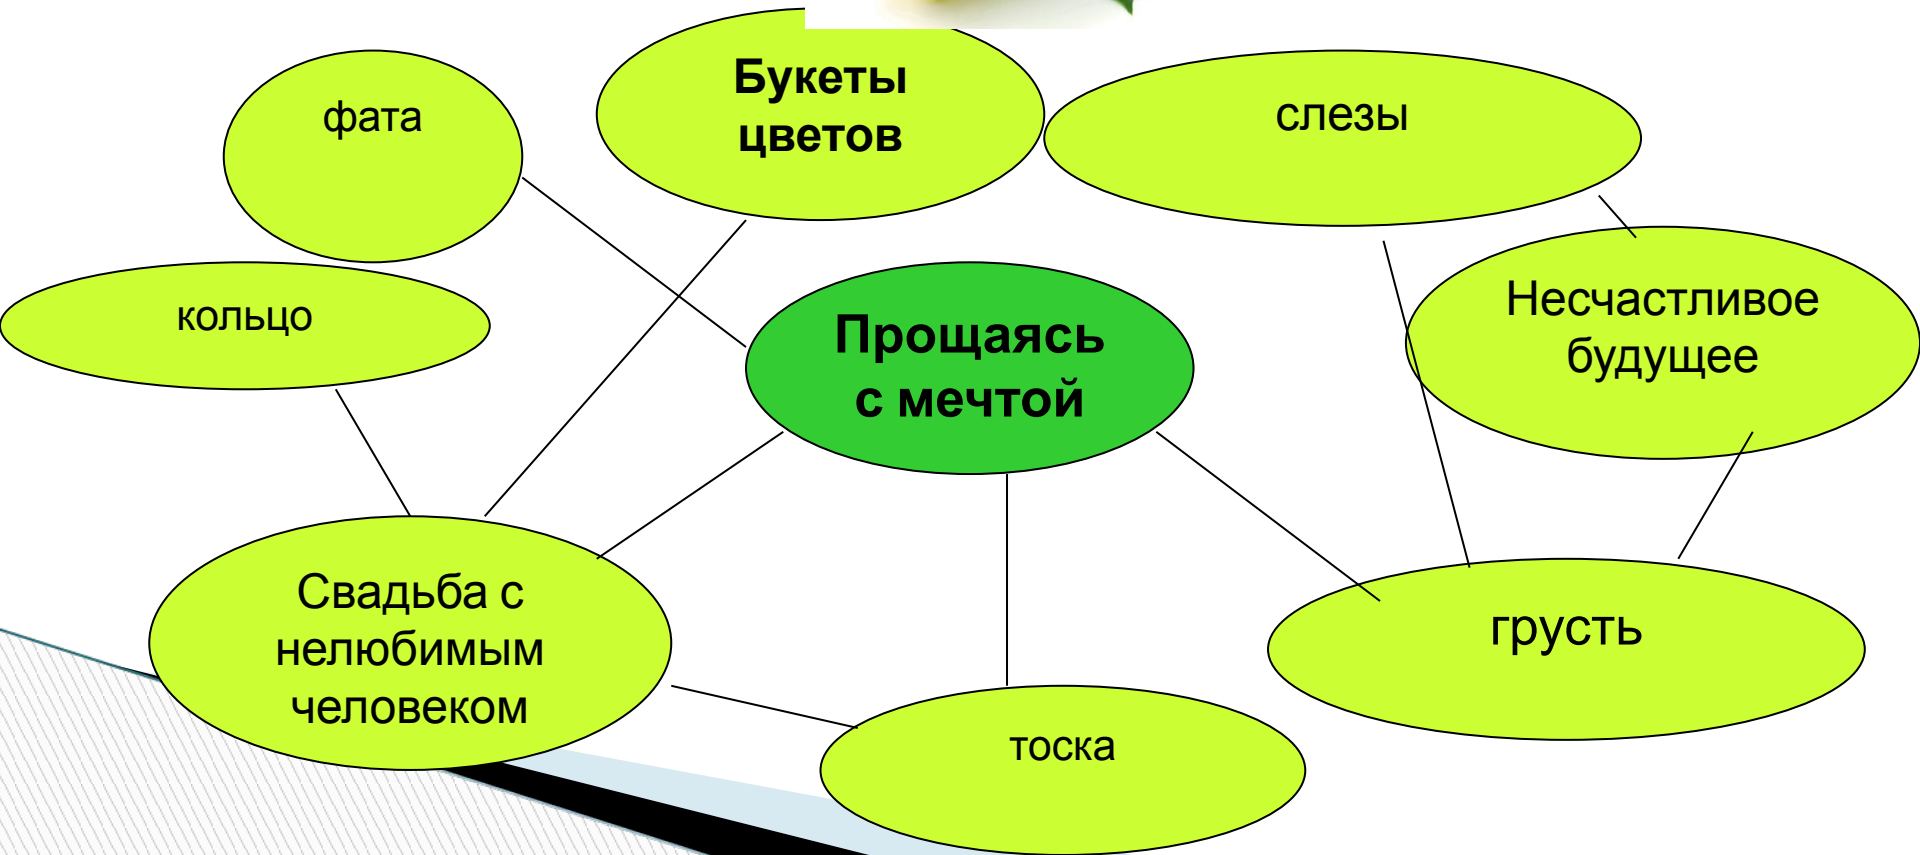 фата
Букеты
цветов
слезы
кольцо
Прощаясь
с мечтой
Несчастливое
будущее
Свадьба с
нелюбимым
человеком
тоска
грусть